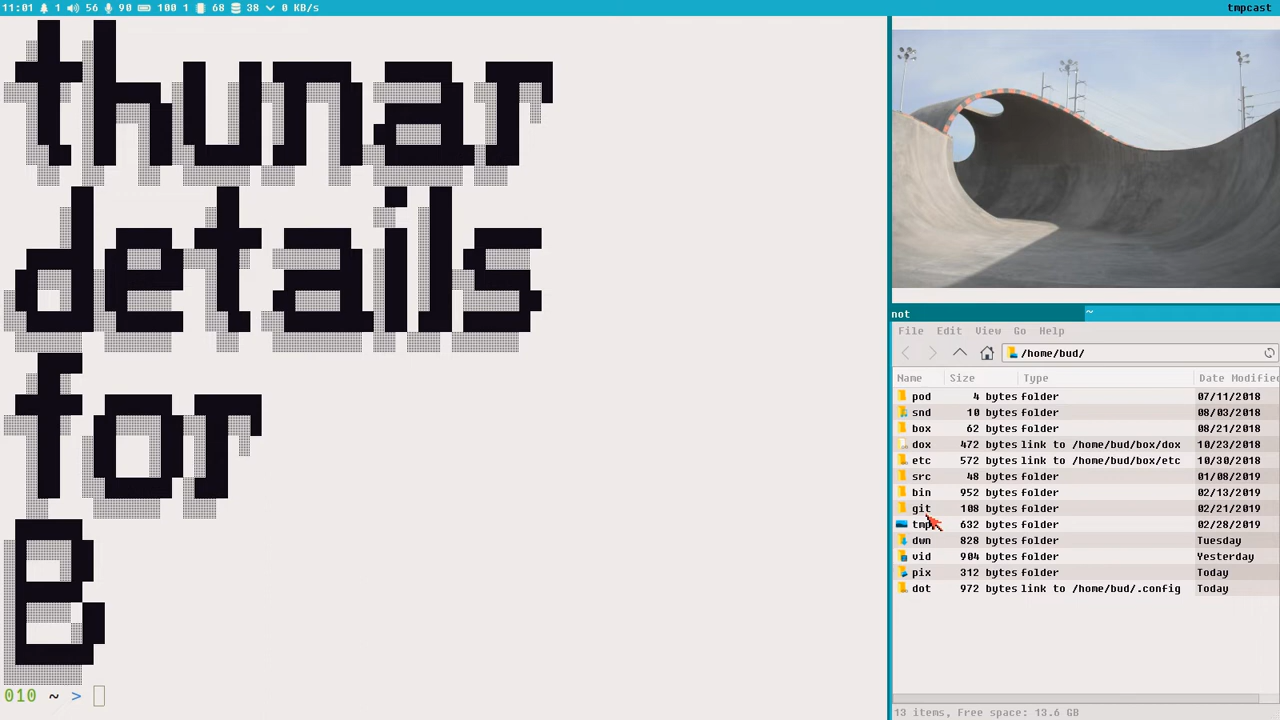 11:01 1 56 90 100 1 68 38 0 KB/s
tmpcast
thunar
details
for
B
010 ~ >
not ~
File Edit View Go Help
/home/bud/
Name Size Type Date Modified
pod 4 bytes folder 07/11/2018
snd 10 bytes folder 08/03/2018
box 62 bytes folder 08/21/2018
dox 472 bytes link to /home/bud/box/dox 10/23/2018
etc 572 bytes link to /home/bud/box/etc 10/30/2018
src 48 bytes folder 01/08/2019
bin 852 bytes folder 02/13/2019
git 108 bytes folder 02/21/2019
tmp 632 bytes folder 02/28/2019
dwn 828 bytes folder Tuesday
vid 904 bytes folder Yesterday
pix 312 bytes folder Today
dot 972 bytes link to /home/bud/.config Today
13 items, Free space: 13.6 GB